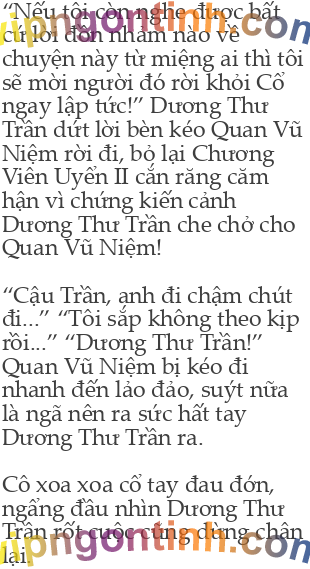 “Nếu tôi còn nghe được bất
cứ lời đồn nhảm nào về
chuyện này từ miệng ai thì tôi
sẽ mời người đó rời khỏi Cổ
ngay lập tức!” Dương Thư
Trần dứt lời bèn kéo Quan Vũ
Niệm rời đi, bỏ lại Chương
Viên Uyển II cắn răng căm
hận vì chứng kiến cảnh
Dương Thư Trần che chở cho
Quan Vũ Niệm!
“Cậu Trần, anh đi chậm chút
đi...” “Tôi sắp không theo kịp
rồi...” “Dương Thư Trần!”
Quan Vũ Niệm bị kéo đi
nhanh đến lảo đảo, suýt nữa
là ngã nên ra sức hất tay
Dương Thư Trần ra.
Cô xoa xoa cổ tay đau đớn,
ngẩng đầu nhìn Dương Thư
Trần rốt cuộc cũng dừng chân
lại.
vipngontinh.com
vipngontinh.com